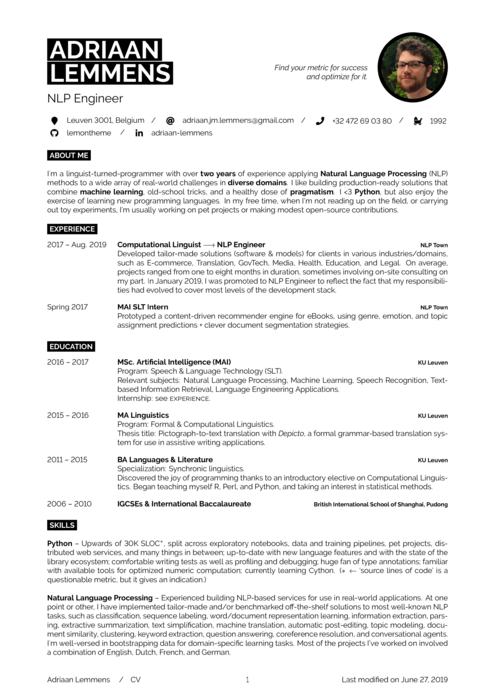 ADRIAAN
LEMMENS
Find your metric for success
and optimize for it.
NLP Engineer
Leuven 3001, Belgium / adriaan.jm.lemmens@gmail.com / +32 472 69 03 80 / 1992
lemontheme / adriaan-lemmens
ABOUT ME
I'm a linguist-turned-programmer with over two years of experience applying Natural Language Processing (NLP)
methods to a wide array of real-world challenges in diverse domains. I like building production-ready solutions that
combine machine learning, old-school tricks, and a healthy dose of pragmatism. I <3 Python, but also enjoy the
exercise of learning new programming languages. In my free time, when I'm not reading up on the field, or carrying
out toy experiments, I'm usually working on pet projects or making modest open-source contributions.
EXPERIENCE
2017 – Aug. 2019 Computational Linguist ⟶ NLP Engineer NLP Town
Developed tailor-made solutions (software & models) for clients in various industries/domains,
such as E-commerce, Translation, GovTech, Media, Health, Education, and Legal. On average,
projects ranged from one to eight months in duration, sometimes involving on-site consulting on
my part. In January 2019, I was promoted to NLP Engineer to reflect the fact that my responsibili-
ties had evolved to cover most levels of the development stack.
Spring 2017 MAI SLT Intern NLP Town
Prototyped a content-driven recommender engine for eBooks, using genre, emotion, and topic
assignment predictions + clever document segmentation strategies.
EDUCATION
2016 – 2017 MSc. Artificial Intelligence (MAI) KU Leuven
Program: Speech & Language Technology (SLT).
Relevant subjects: Natural Language Processing, Machine Learning, Speech Recognition, Text-
based Information Retrieval, Language Engineering Applications.
Internship: see EXPERIENCE.
2015 – 2016 MA Linguistics KU Leuven
Program: Formal & Computational Linguistics.
Thesis title: Pictograph-to-text translation with Depicto, a formal grammar-based translation sys-
tem for use in assistive writing applications.
2011 – 2015 BA Languages & Literature KU Leuven
Specialization: Synchronic linguistics.
Discovered the joy of programming thanks to an introductory elective on Computational Linguis-
tics. Began teaching myself R, Perl, and Python, and taking an interest in statistical methods.
2006 – 2010 IGCSEs & International Baccalaureate British International School of Shanghai, Pudong
SKILLS
Python – Upwards of 30K SLOC*, split across exploratory notebooks, data and training pipelines, pet projects, dis-
tributed web services, and many things in between; up-to-date with new language features and with the state of the
library ecosystem; comfortable writing tests as well as profiling and debugging; huge fan of type annotations; familiar
with available tools for optimized numeric computation; currently learning Cython. (* ← 'source lines of code' is a
questionable metric, but it gives an indication.)
Natural Language Processing – Experienced building NLP-based services for use in real-world applications. At one
point or other, I have implemented tailor-made and/or benchmarked off-the-shelf solutions to most well-known NLP
tasks, such as classification, sequence labeling, word/document representation learning, information extraction, pars-
ing, extractive summarization, text simplification, machine translation, automatic post-editing, topic modeling, docu-
ment similarity, clustering, keyword extraction, question answering, coreference resolution, and conversational agents.
I'm well-versed in bootstrapping data for domain-specific learning tasks. Most of the projects I've worked on involved
a combination of English, Dutch, French, and German.
Adriaan Lemmens / CV 1 Last modified on June 27, 2019